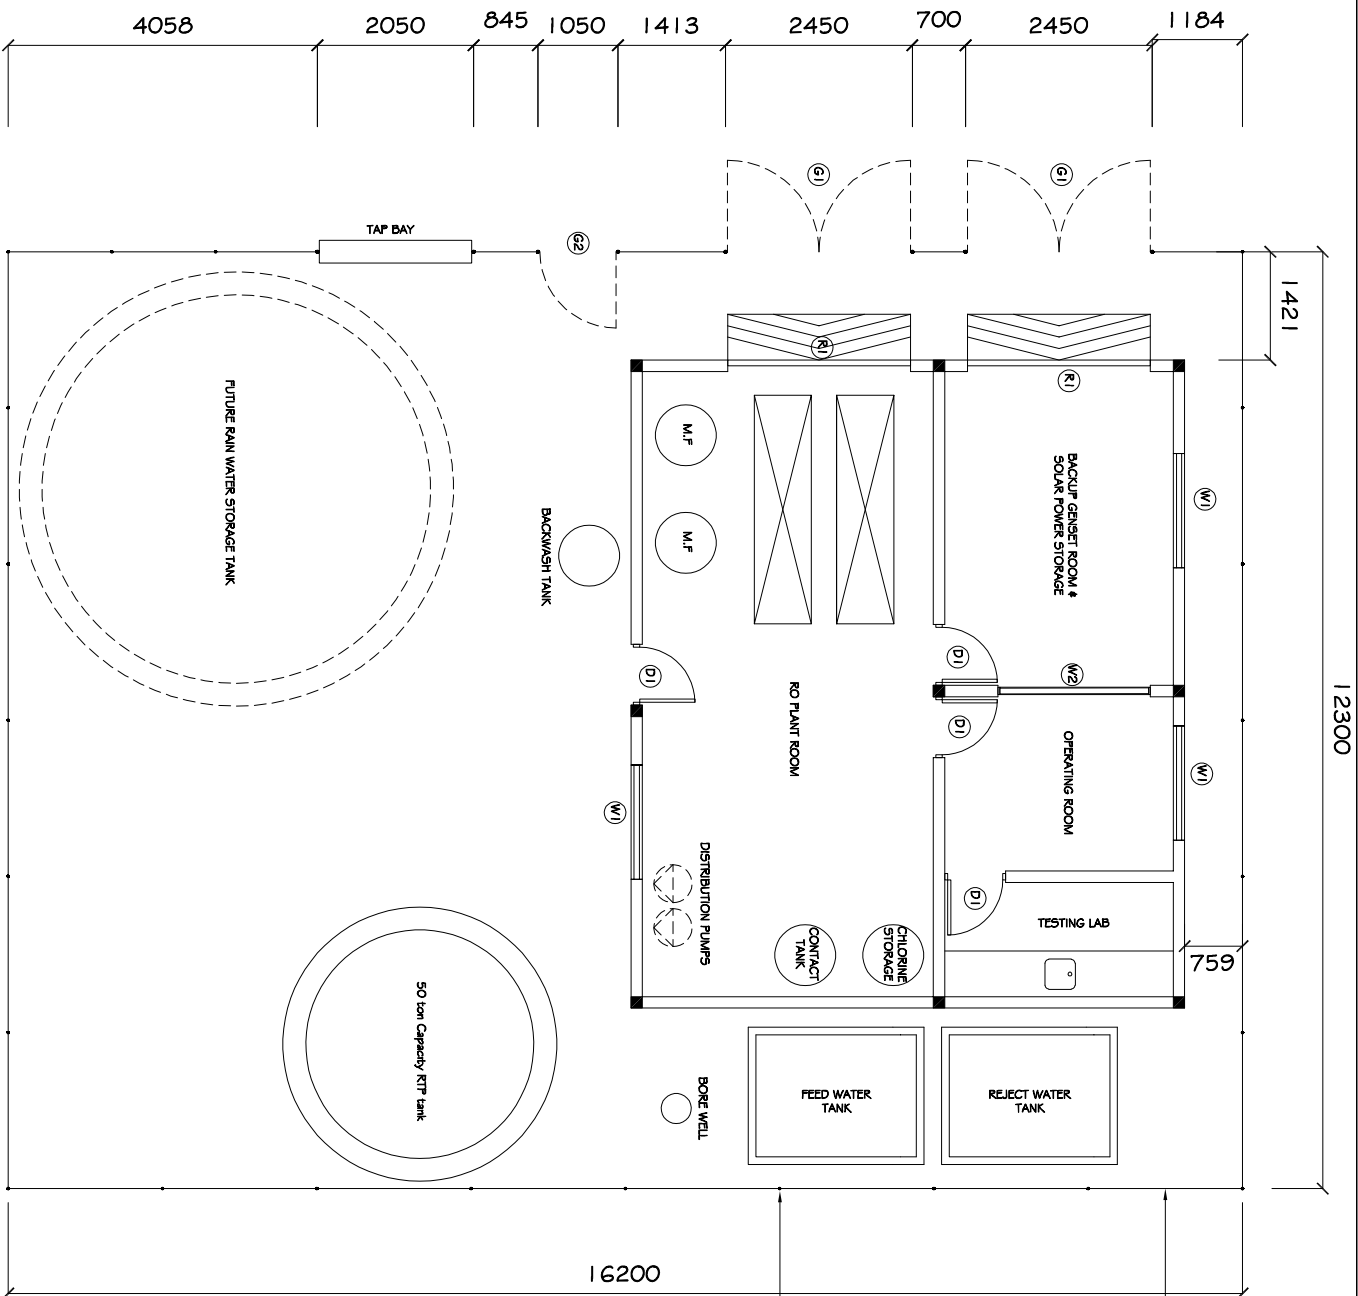 4058
2050
845
1050
1413
2450
700
2450
1184
G1
G1
TAP BAY
G2
1421
R1
R1
FUTURE RAIN WATER STORAGE TANK
M.F
M.F
BACKUP GENSET ROOM &
SOLAR POWER STORAGE
W1
BACKWASH TANK
D1
D1
W2
D1
RO PLANT ROOM
OPERATING ROOM
W1
12300
W1
DISTRIBUTION PUMPS
D1
TESTING LAB
CONTACT
TANK
CHLORINE
STORAGE
759
50 ton Capacity RTP tank
BORE WELL
FEED WATER
TANK
REJECT WATER
TANK
16200